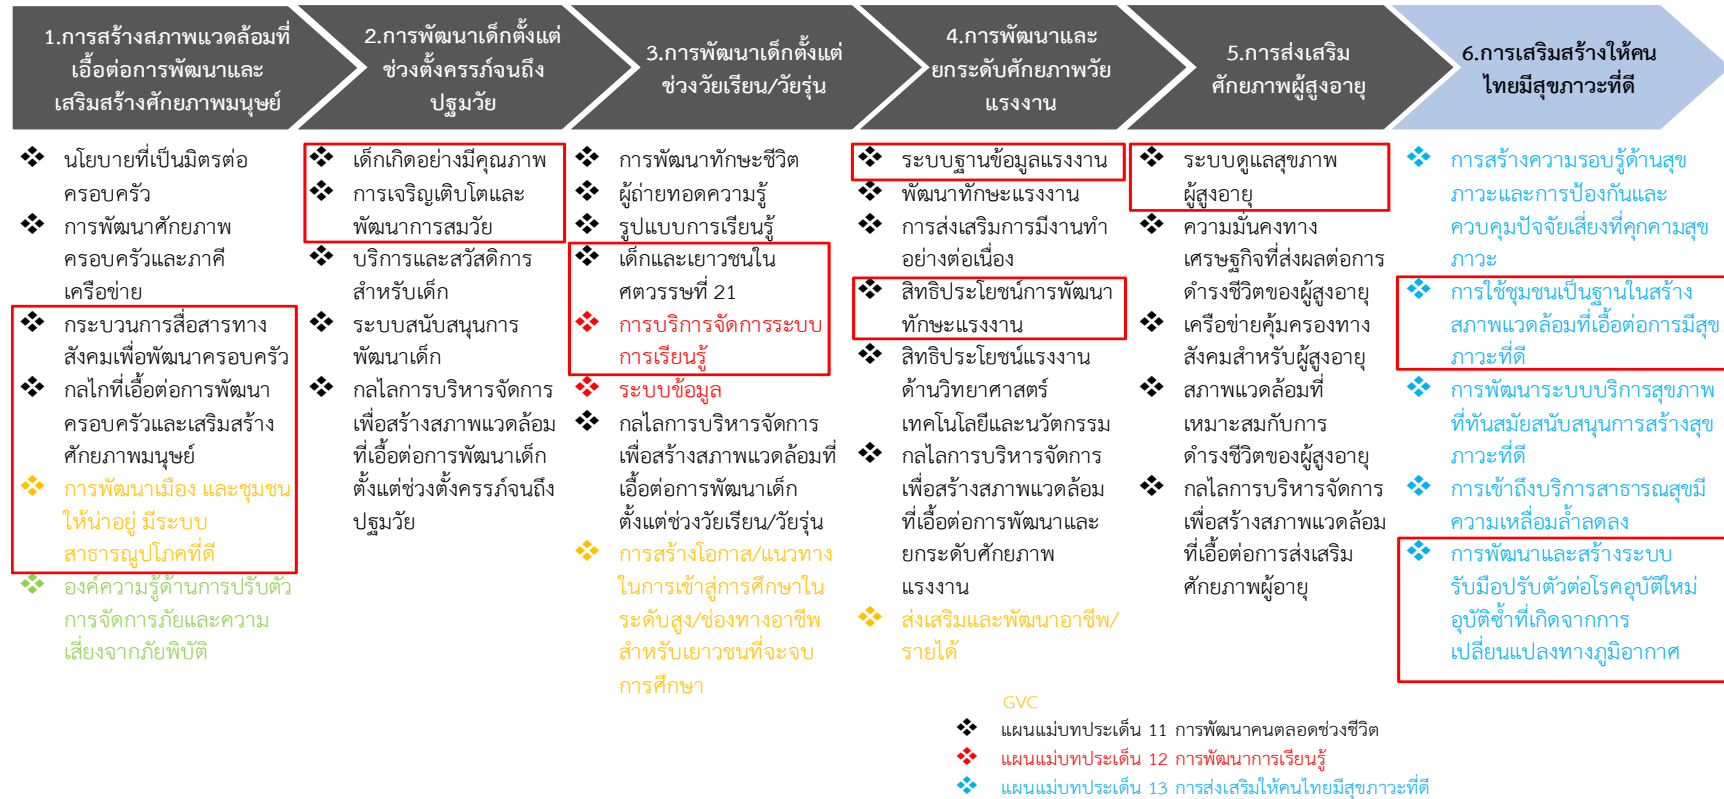 1.การสร้างสภาพแวดล้อมที่
เอื้อต่อการพัฒนาและ
เสริมสร้างศักยภาพมนุษย์
2.การพัฒนาเด็กตั้งแต่
ช่วงตั้งครรภ์จนถึง
ปฐมวัย
3.การพัฒนาเด็กตั้งแต่
ช่วงวัยเรียน/วัยรุ่น
4.การพัฒนาและ
ยกระดับศักยภาพวัย
แรงงาน
5.การส่งเสริม
ศักยภาพผู้สูงอายุ
6.การเสริมสร้างให้คน
ไทยมีสุขภาวะที่ดี
❖ นโยบายที่เป็นมิตรต่อ
ครอบครัว
❖ การพัฒนาศักยภาพ
ครอบครัวและภาคี
เครือข่าย
❖ กระบวนการสื่อสารทาง
สังคมเพื่อพัฒนาครอบครัว
❖ กลไกที่เอื้อต่อการพัฒนา
ครอบครัวและเสริมสร้าง
ศักยภาพมนุษย์
❖ การพัฒนาเมือง และชุมชน
ให้น่าอยู่ มีระบบ
สาธารณูปโภคที่ดี
❖ องค์ความรู้ด้านการปรับตัว
การจัดการภัยและความ
เสี่ยงจากภัยพิบัติ
❖ เด็กเกิดอย่างมีคุณภาพ
❖ การเจริญเติบโตและ
พัฒนาการสมวัย
❖ บริการและสวัสดิการ
สำหรับเด็ก
❖ ระบบสนับสนุนการ
พัฒนาเด็ก
❖ กลไลการบริหารจัดการ
เพื่อสร้างสภาพแวดล้อม
ที่เอื้อต่อการพัฒนาเด็ก
ตั้งแต่ช่วงตั้งครรภ์จนถึง
ปฐมวัย
❖ การพัฒนาทักษะชีวิต
❖ ผู้ถ่ายทอดความรู้
❖ รูปแบบการเรียนรู้
❖ เด็กและเยาวชนใน
ศตวรรษที่ 21
❖ การบริการจัดการระบบ
การเรียนรู้
❖ ระบบข้อมูล
❖ กลไลการบริหารจัดการ
เพื่อสร้างสภาพแวดล้อมที่
เอื้อต่อการพัฒนาเด็ก
ตั้งแต่ช่วงวัยเรียน/วัยรุ่น
❖ การสร้างโอกาส/แนวทาง
ในการเข้าสู่การศึกษาใน
ระดับสูง/ช่องทางอาชีพ
สำหรับเยาวชนที่จะจบ
การศึกษา
❖ ระบบฐานข้อมูลแรงงาน
❖ พัฒนาทักษะแรงงาน
❖ การส่งเสริมการมีงานทำ
อย่างต่อเนื่อง
❖ สิทธิประโยชน์การพัฒนา
ทักษะแรงงาน
❖ สิทธิประโยชน์แรงงาน
ด้านวิทยาศาสตร์
เทคโนโลยีและนวัตกรรม
❖ กลไลการบริหารจัดการ
เพื่อสร้างสภาพแวดล้อม
ที่เอื้อต่อการพัฒนาและ
ยกระดับศักยภาพ
แรงงาน
❖ ส่งเสริมและพัฒนาอาชีพ/
รายได้
❖ ระบบดูแลสุขภาพ
ผู้สูงอายุ
❖ ความมั่นคงทาง
เศรษฐกิจที่ส่งผลต่อการ
ดำรงชีวิตของผู้สูงอายุ
❖ เครือข่ายคุ้มครองทาง
สังคมสำหรับผู้สูงอายุ
❖ สภาพแวดล้อมที่
เหมาะสมกับการ
ดำรงชีวิตของผู้สูงอายุ
❖ กลไลการบริหารจัดการ
เพื่อสร้างสภาพแวดล้อม
ที่เอื้อต่อการส่งเสริม
ศักยภาพผู้อายุ
❖ การสร้างความรอบรู้ด้านสุข
ภาวะและการป้องกันและ
ควบคุมปัจจัยเสี่ยงที่คุกคามสุข
ภาวะ
❖ การใช้ชุมชนเป็นฐานในสร้าง
สภาพแวดล้อมที่เอื้อต่อการมีสุข
ภาวะที่ดี
❖ การพัฒนาระบบบริการสุขภาพ
ที่ทันสมัยสนับสนุนการสร้างสุข
ภาวะที่ดี
❖ การเข้าถึงบริการสาธารณสุขมี
ความเหลื่อมล้ำลดลง
❖ การพัฒนาและสร้างระบบ
รับมือปรับตัวต่อโรคอุบัติใหม่
อุบัติซ้ำที่เกิดจากการ
เปลี่ยนแปลงทางภูมิอากาศ
GVC
❖ แผนแม่บทประเด็น 11 การพัฒนาคนตลอดช่วงชีวิต
❖ แผนแม่บทประเด็น 12 การพัฒนาการเรียนรู้
❖ แผนแม่บทประเด็น 13 การส่งเสริมให้คนไทยมีสุขภาวะที่ดี